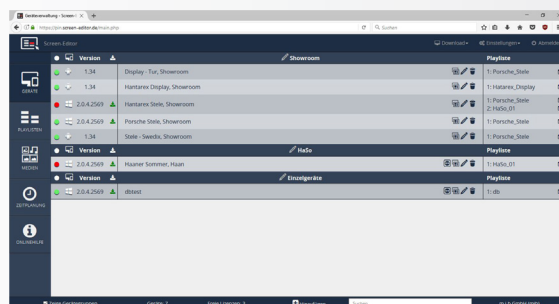 Geräteverwaltung - Screen-E
https://pin.screen-editor.de/main.php
Suchen
Screen Editor
Download
Einstellungen
Abmelde
GERÄTE
PLAYLISTEN
MEDIEN
ZEITPLANUNG
ONLINEHILFE
Version Showroom Playliste
1.34 Display - Tur, Showroom 1: Porsche_Stele
1.34 Hantarex Display, Showroom 1: Hatarex_Display
2.0.4.2569 Hantarex Stele, Showroom 1: Porsche_Stele
2: HaSo_01
2.0.4.2569 Porsche Stele, Showroom 1: Porsche_Stele
1.34 Stele - Swedix, Showroom 1: Porsche_Stele
Version HaSo Playliste
2.0.4.2569 Haaner Sommer, Haan 1: HaSo_01
Version Einzelgeräte Playliste
2.0.4.2569 dbtest 1: db